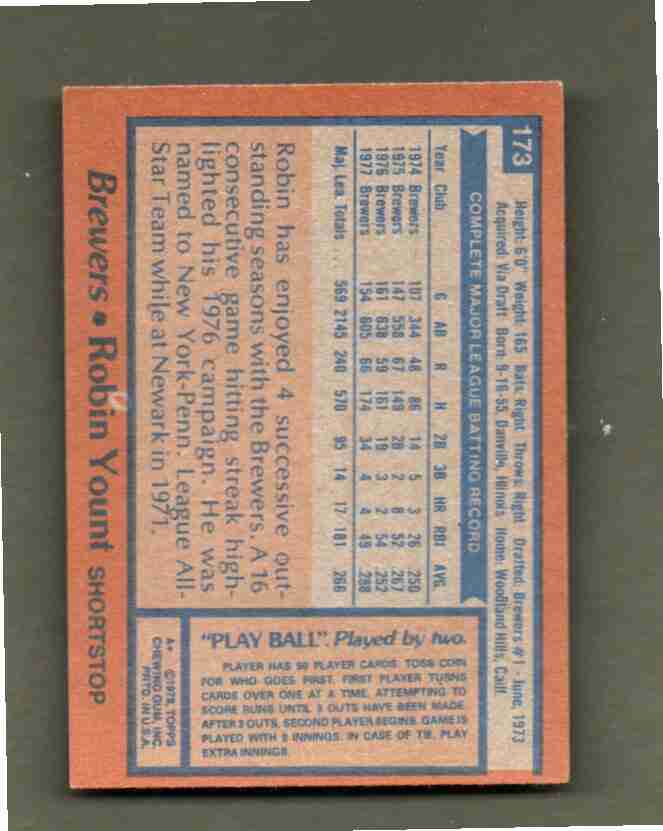 173 Height: 6'0" Weight: 165 Bats: Right Throws: Right Drafted: Brewers #1 - June, 1973
Acquired: Via Draft Born: 9-16-55, Danville, Illinois Home: Woodland Hills, Calif.
COMPLETE MAJOR LEAGUE BATTING RECORD
Year Club G AB R H 2B 3B HR RBI AVG.
1974 Brewers 107 344 48 86 14 5 3 26 .250
1975 Brewers 147 558 67 149 28 2 8 52 .267
1976 Brewers 161 638 59 161 19 3 2 54 .252
1977 Brewers 154 605 66 174 34 4 4 49 .288
Maj. Lea. Totals ... 569 2145 240 570 95 14 17 181 .266
Robin has enjoyed 4 successive out-
standing seasons with the Brewers. A 16
consecutive game hitting streak high-
lighted his 1976 campaign. He was
named to New York-Penn. League All-
Star Team while at Newark in 1971.
Brewers • Robin Yount SHORTSTOP
"PLAY BALL". Played by two.
PLAYER HAS 50 PLAYER CARDS. TOSS COIN
FOR WHO GOES FIRST. FIRST PLAYER TURNS
CARDS OVER ONE AT A TIME, ATTEMPTING TO
SCORE RUNS UNTIL 3 OUTS HAVE BEEN MADE.
AFTER 3 OUTS, SECOND PLAYER BEGINS. GAME IS
PLAYED WITH 9 INNINGS. IN CASE OF TIE, PLAY
EXTRA INNINGS.
A* ©1978, TOPPS
CHEWING GUM, INC.
PRTD. IN U.S.A.